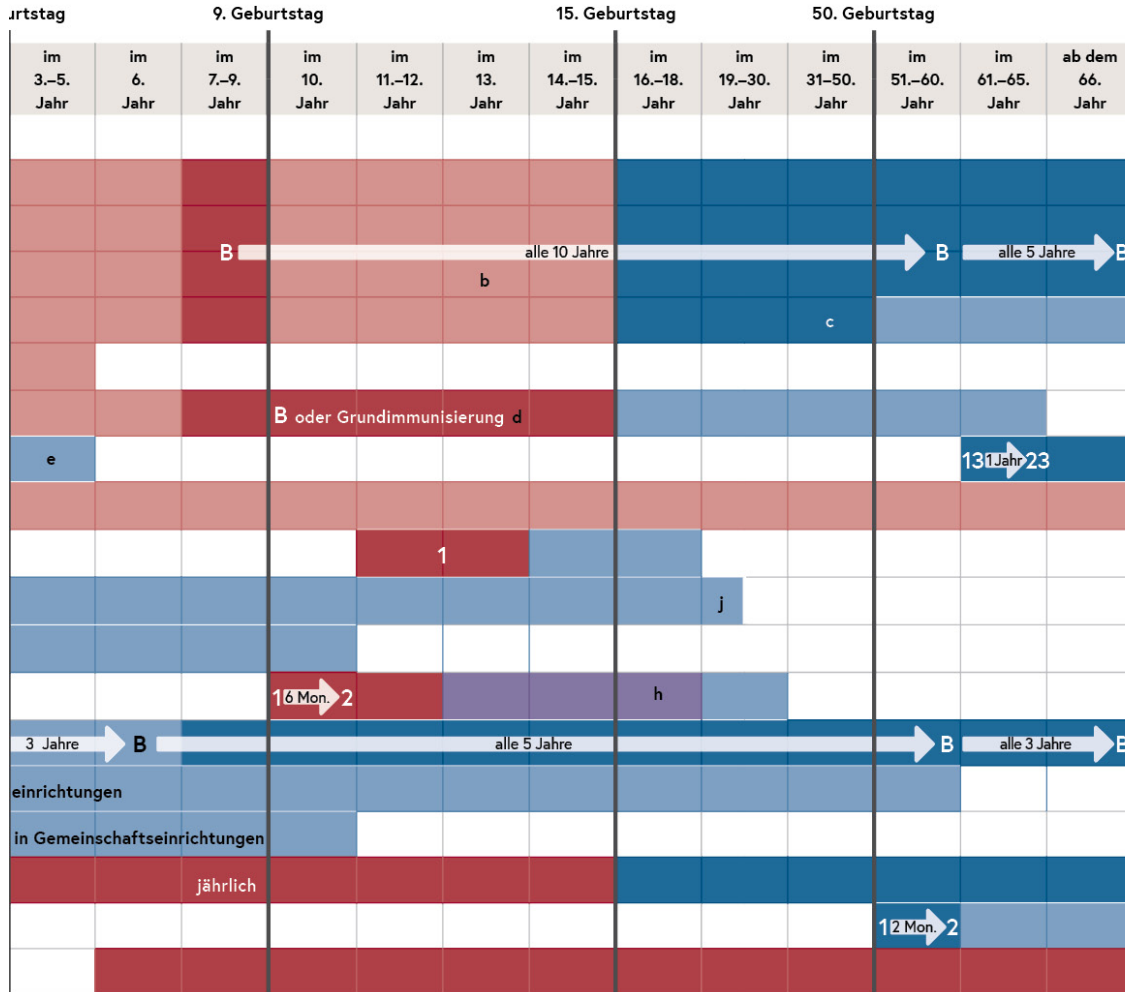 urtstag 9. Geburtstag 15. Geburtstag 50. Geburtstag
im im im im im im im im im im im im ab dem
3.–5. 6. 7.–9. 10. 11.–12. 13. 14.–15. 16.–18. 19.–30. 31–50. 51.–60. 61.–65. 66.
Jahr Jahr Jahr Jahr Jahr Jahr Jahr Jahr Jahr Jahr Jahr Jahr Jahr
B alle 10 Jahre B alle 5 Jahre B
b
c
B oder Grundimmunisierung d
e 13 1 Jahr 23
1
j
1 6 Mon. 2 h
3 Jahre B alle 5 Jahre B alle 3 Jahre B
einrichtungen
in Gemeinschaftseinrichtungen
jährlich
1 2 Mon. 2